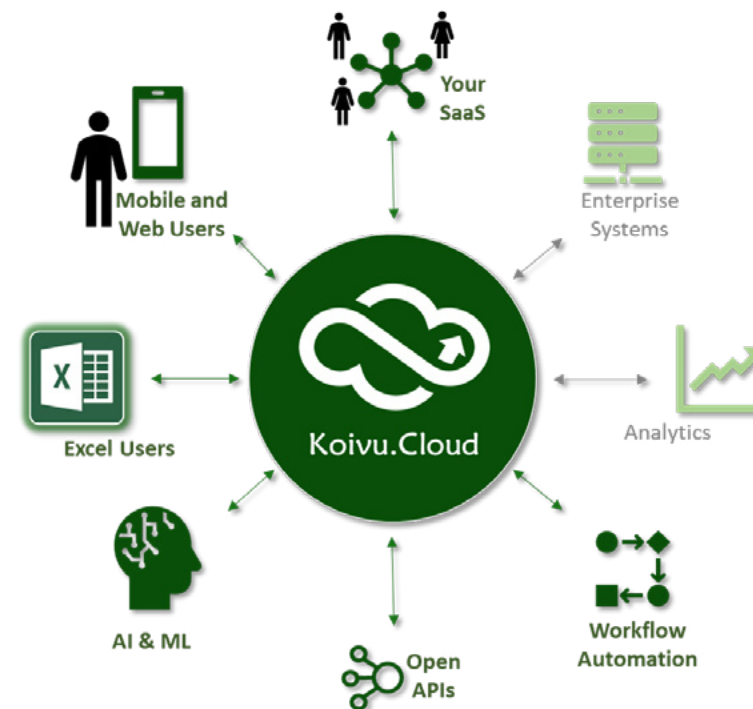 Your
SaaS
Mobile and
Web Users
Enterprise
Systems
X
Excel Users
Koivu.Cloud
Analytics
AI & ML
Open
APIs
Workflow
Automation